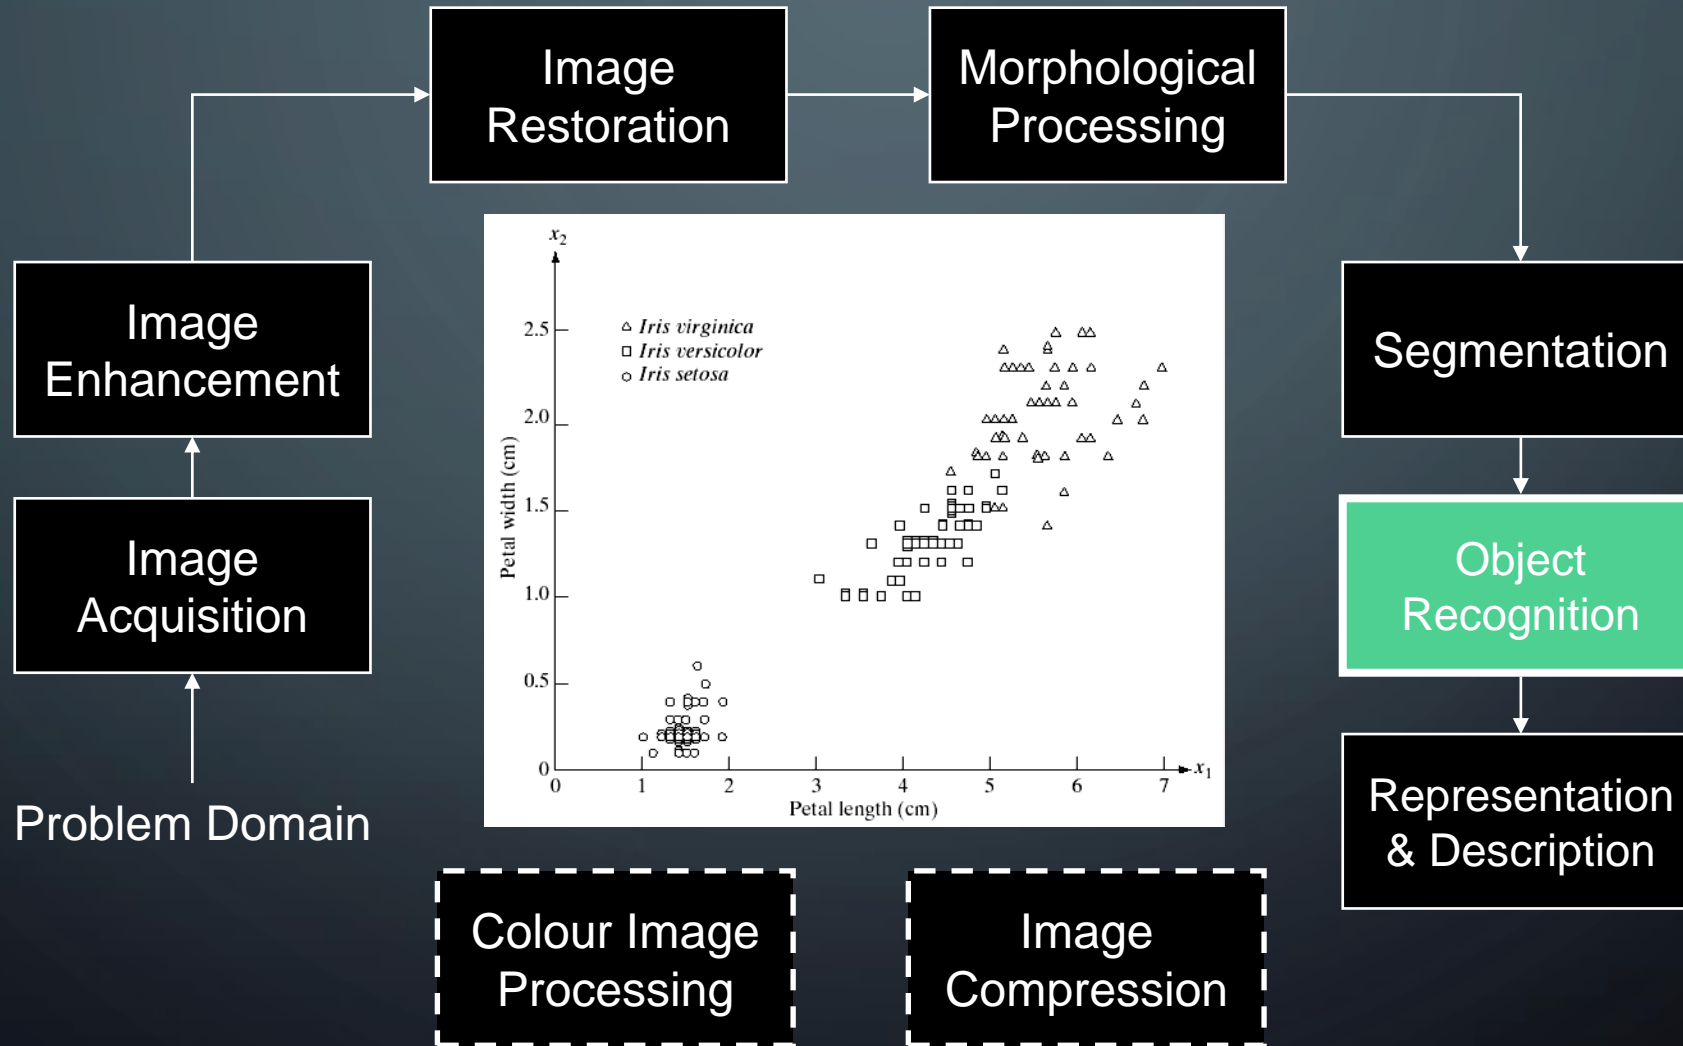 Image
Restoration
Morphological
Processing
Image
Enhancement
Segmentation
Image
Acquisition
Object
Recognition
Problem Domain
Representation
& Description
Colour Image
Processing
Image
Compression
x2
2.5
2.0
1.5
1.0
0.5
0
Petal width (cm)
Iris virginica
Iris versicolor
Iris setosa
0 1 2 3 4 5 6 7
x1
Petal length (cm)